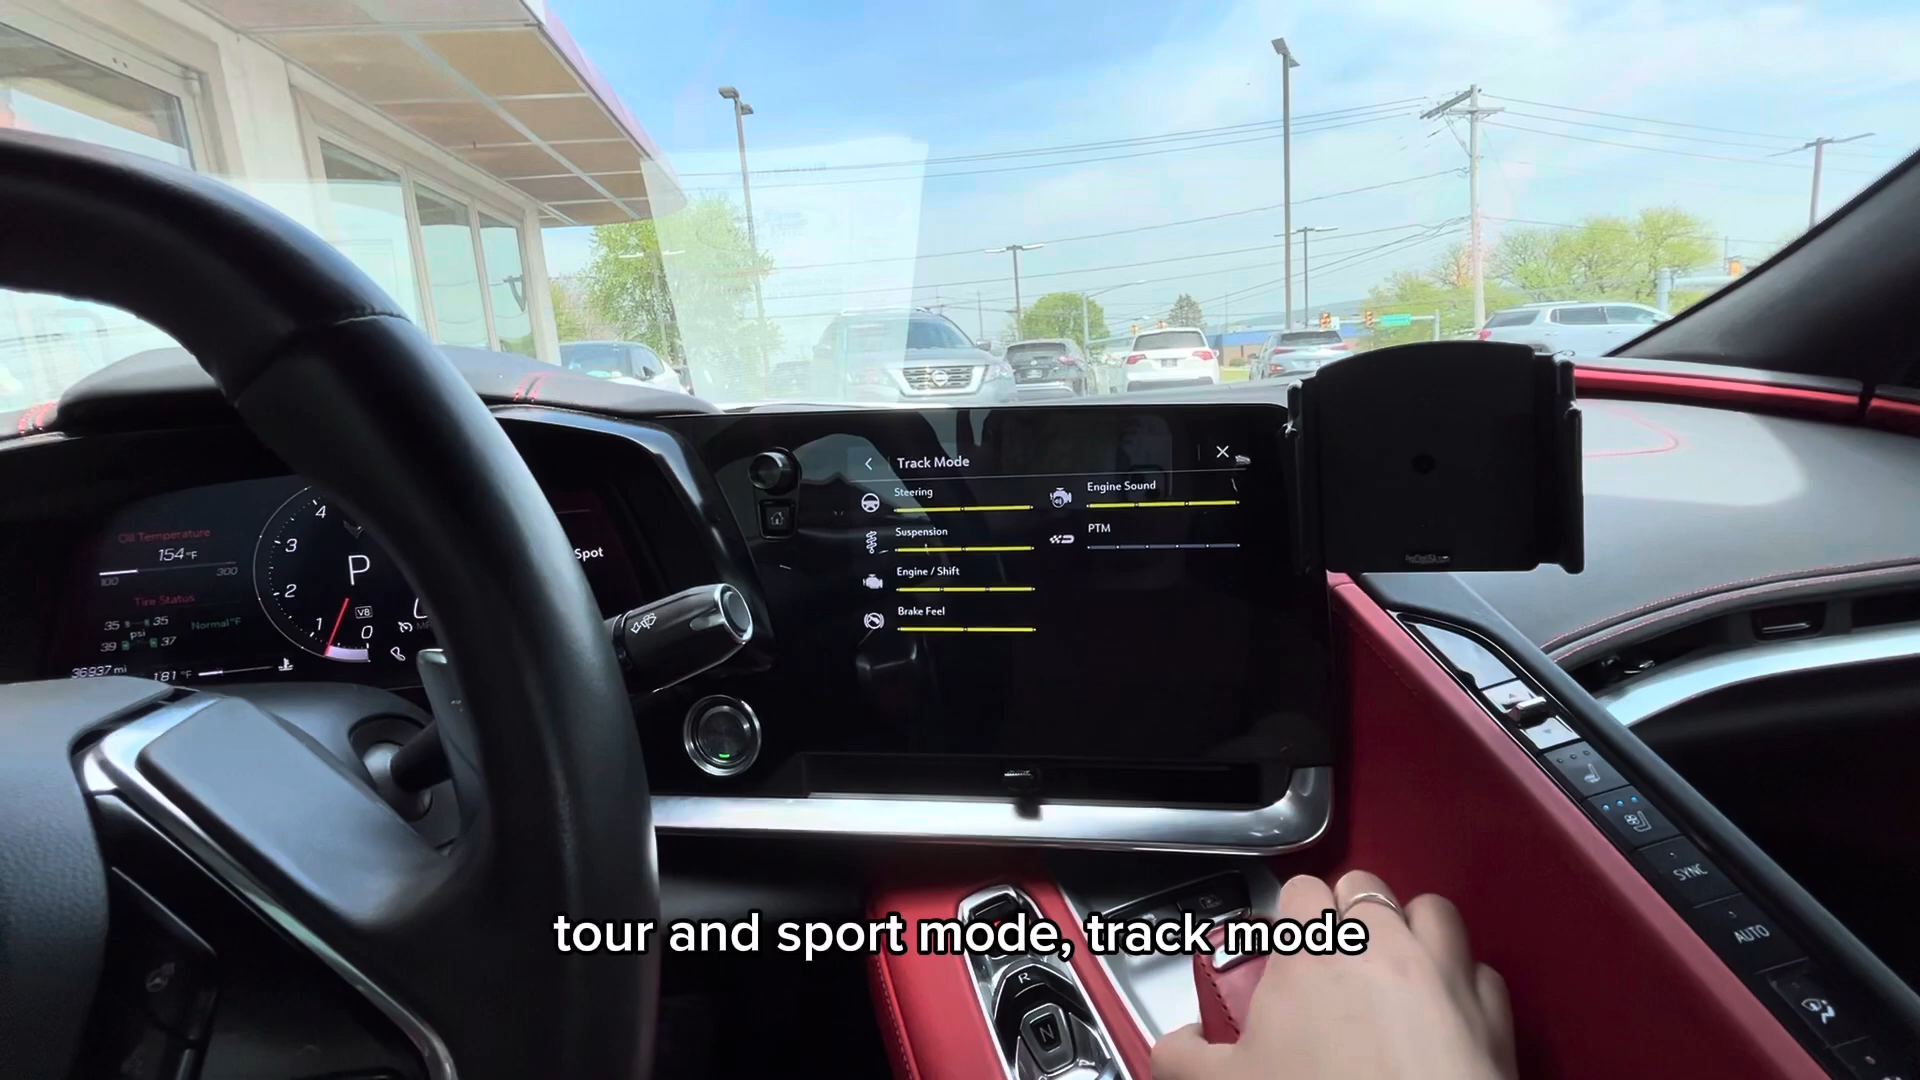 Track Mode
Steering
Suspension
Engine / Shift
Brake Feel
Engine Sound
PTM
Oil Temperature
154 °F
100
300
Tire Status
35 35
psi
39 37
Normal °F
36937 mi
181 °F
4
3
2
1
0
P
V8
Spot
R
N
SYNC
AUTO
tour and sport mode, track mode